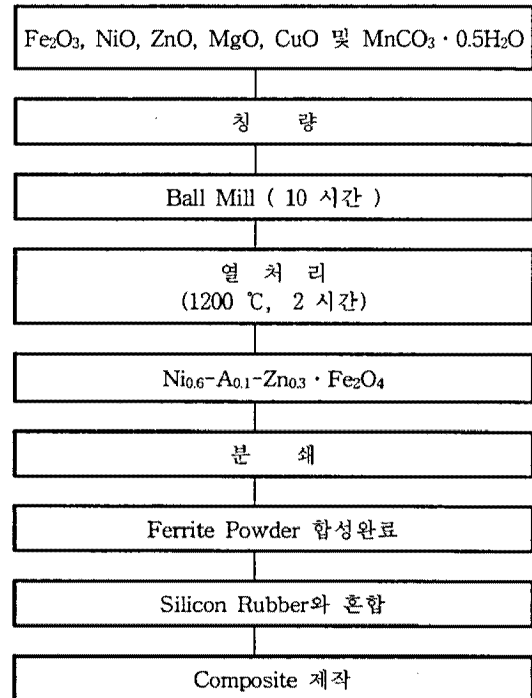 Fe₂O₃, NiO, ZnO, MgO, CuO 및 MnCO₃ · 0.5H₂O
칭 량
Ball Mill ( 10 시간 )
열 처 리
(1200 ℃, 2 시간)
Ni₀.₆-A₀.₁-Zn₀.₃ · Fe₂O₄
분 쇄
Ferrite Powder 합성완료
Silicon Rubber와 혼합
Composite 제작